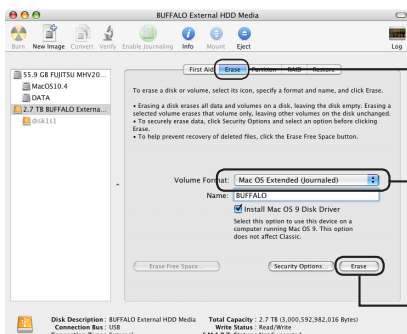 BUFFALO External HDD Media
Burn New Image Convert Verify Enable Journaling Info Mount Eject Log
First Aid Erase Partition RAID Restore
55.9 GB FUJITSU MHV20...
MacOS10.4
DATA
2.7 TB BUFFALO Externa...
disk1s1
To erase a disk or volume, select its icon, specify a format and name, and click Erase.
• Erasing a disk erases all data and volumes on a disk, leaving the disk empty. Erasing a
selected volume erases that volume only, leaving other volumes on the disk unchanged.
• To securely erase data, click Security Options and select an option before clicking
Erase.
• To help prevent recovery of deleted files, click the Erase Free Space button.
Volume Format: Mac OS Extended (Journaled)
Name: BUFFALO
Install Mac OS 9 Disk Driver
Select this option to use this device on a
computer running Mac OS 9. This option
does not affect Classic.
Erase Free Space... Security Options... Erase
Disk Description : BUFFALO External HDD Media Total Capacity : 2.7 TB (3,000,592,982,016 Bytes)
Connection Bus : USB Write Status : Read/Write